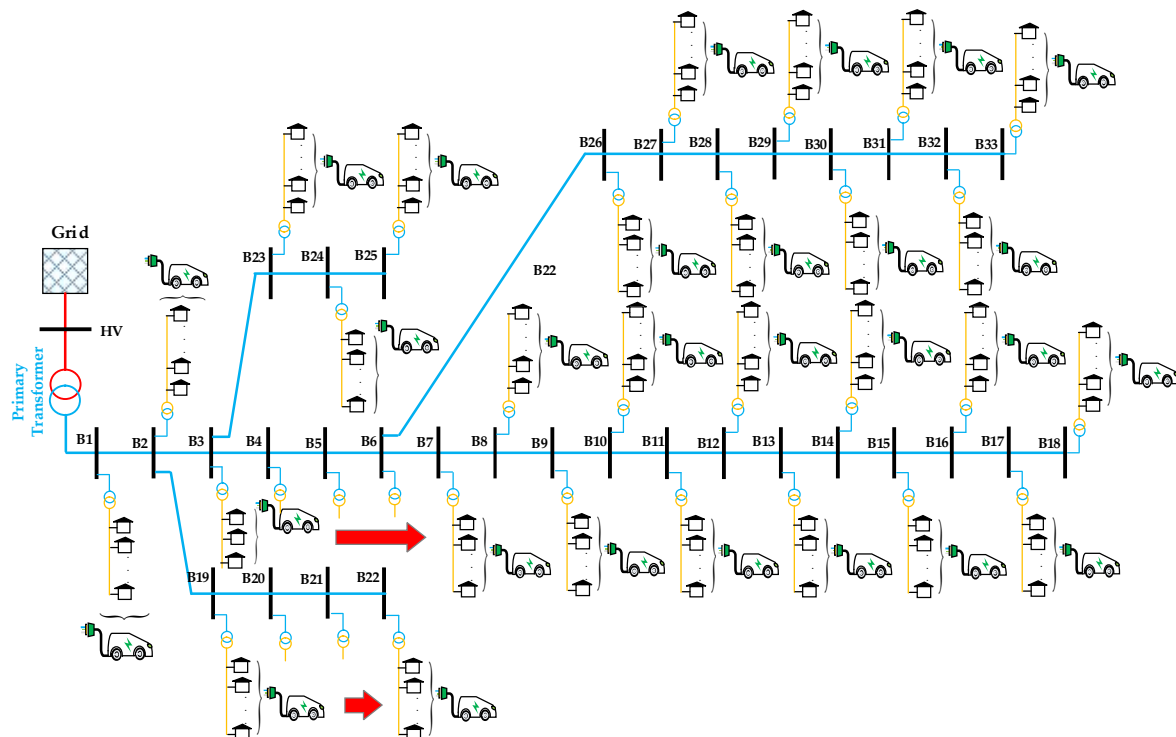 B26
B27
B28
B29
B30
B31
B32
B33
Grid
B23
B24
B25
B22
HV
Primary
Transformer
B1
B2
B3
B4
B5
B6
B7
B8
B9
B10
B11
B12
B13
B14
B15
B16
B17
B18
B19
B20
B21
B22